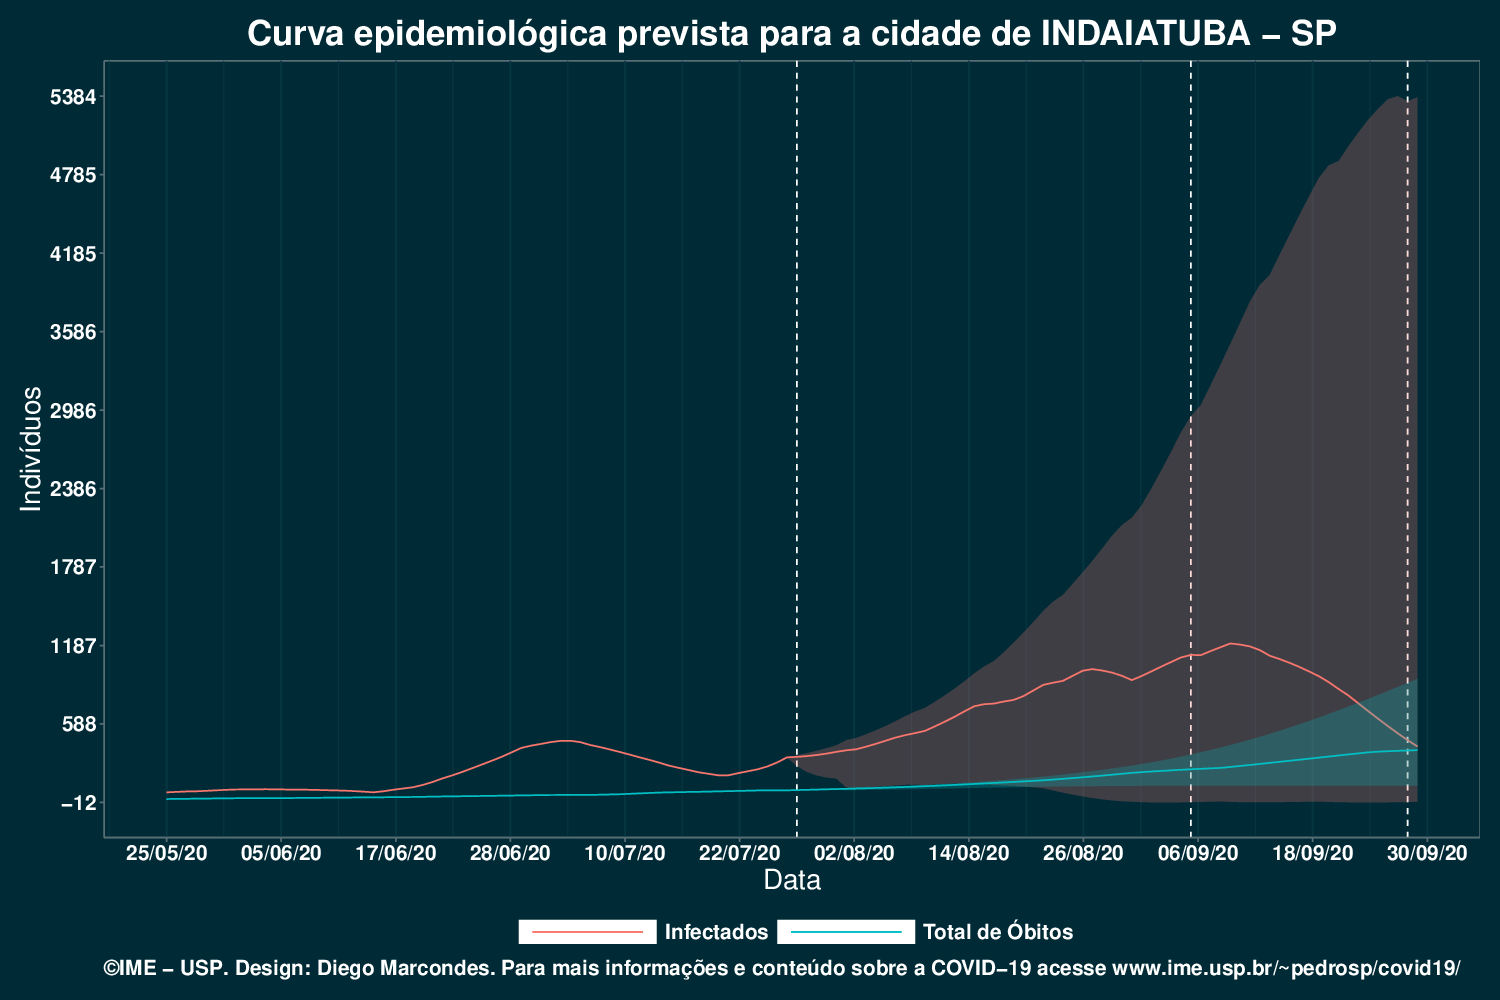 Curva epidemiológica prevista para a cidade de INDAIATUBA – SP
Indivíduos
5384
4785
4185
3586
2986
2386
1787
1187
588
−12
25/05/20 05/06/20 17/06/20 28/06/20 10/07/20 22/07/20 02/08/20 14/08/20 26/08/20 06/09/20 18/09/20 30/09/20
Data
Infectados Total de Óbitos
©IME – USP. Design: Diego Marcondes. Para mais informações e conteúdo sobre a COVID−19 acesse www.ime.usp.br/~pedrosp/covid19/